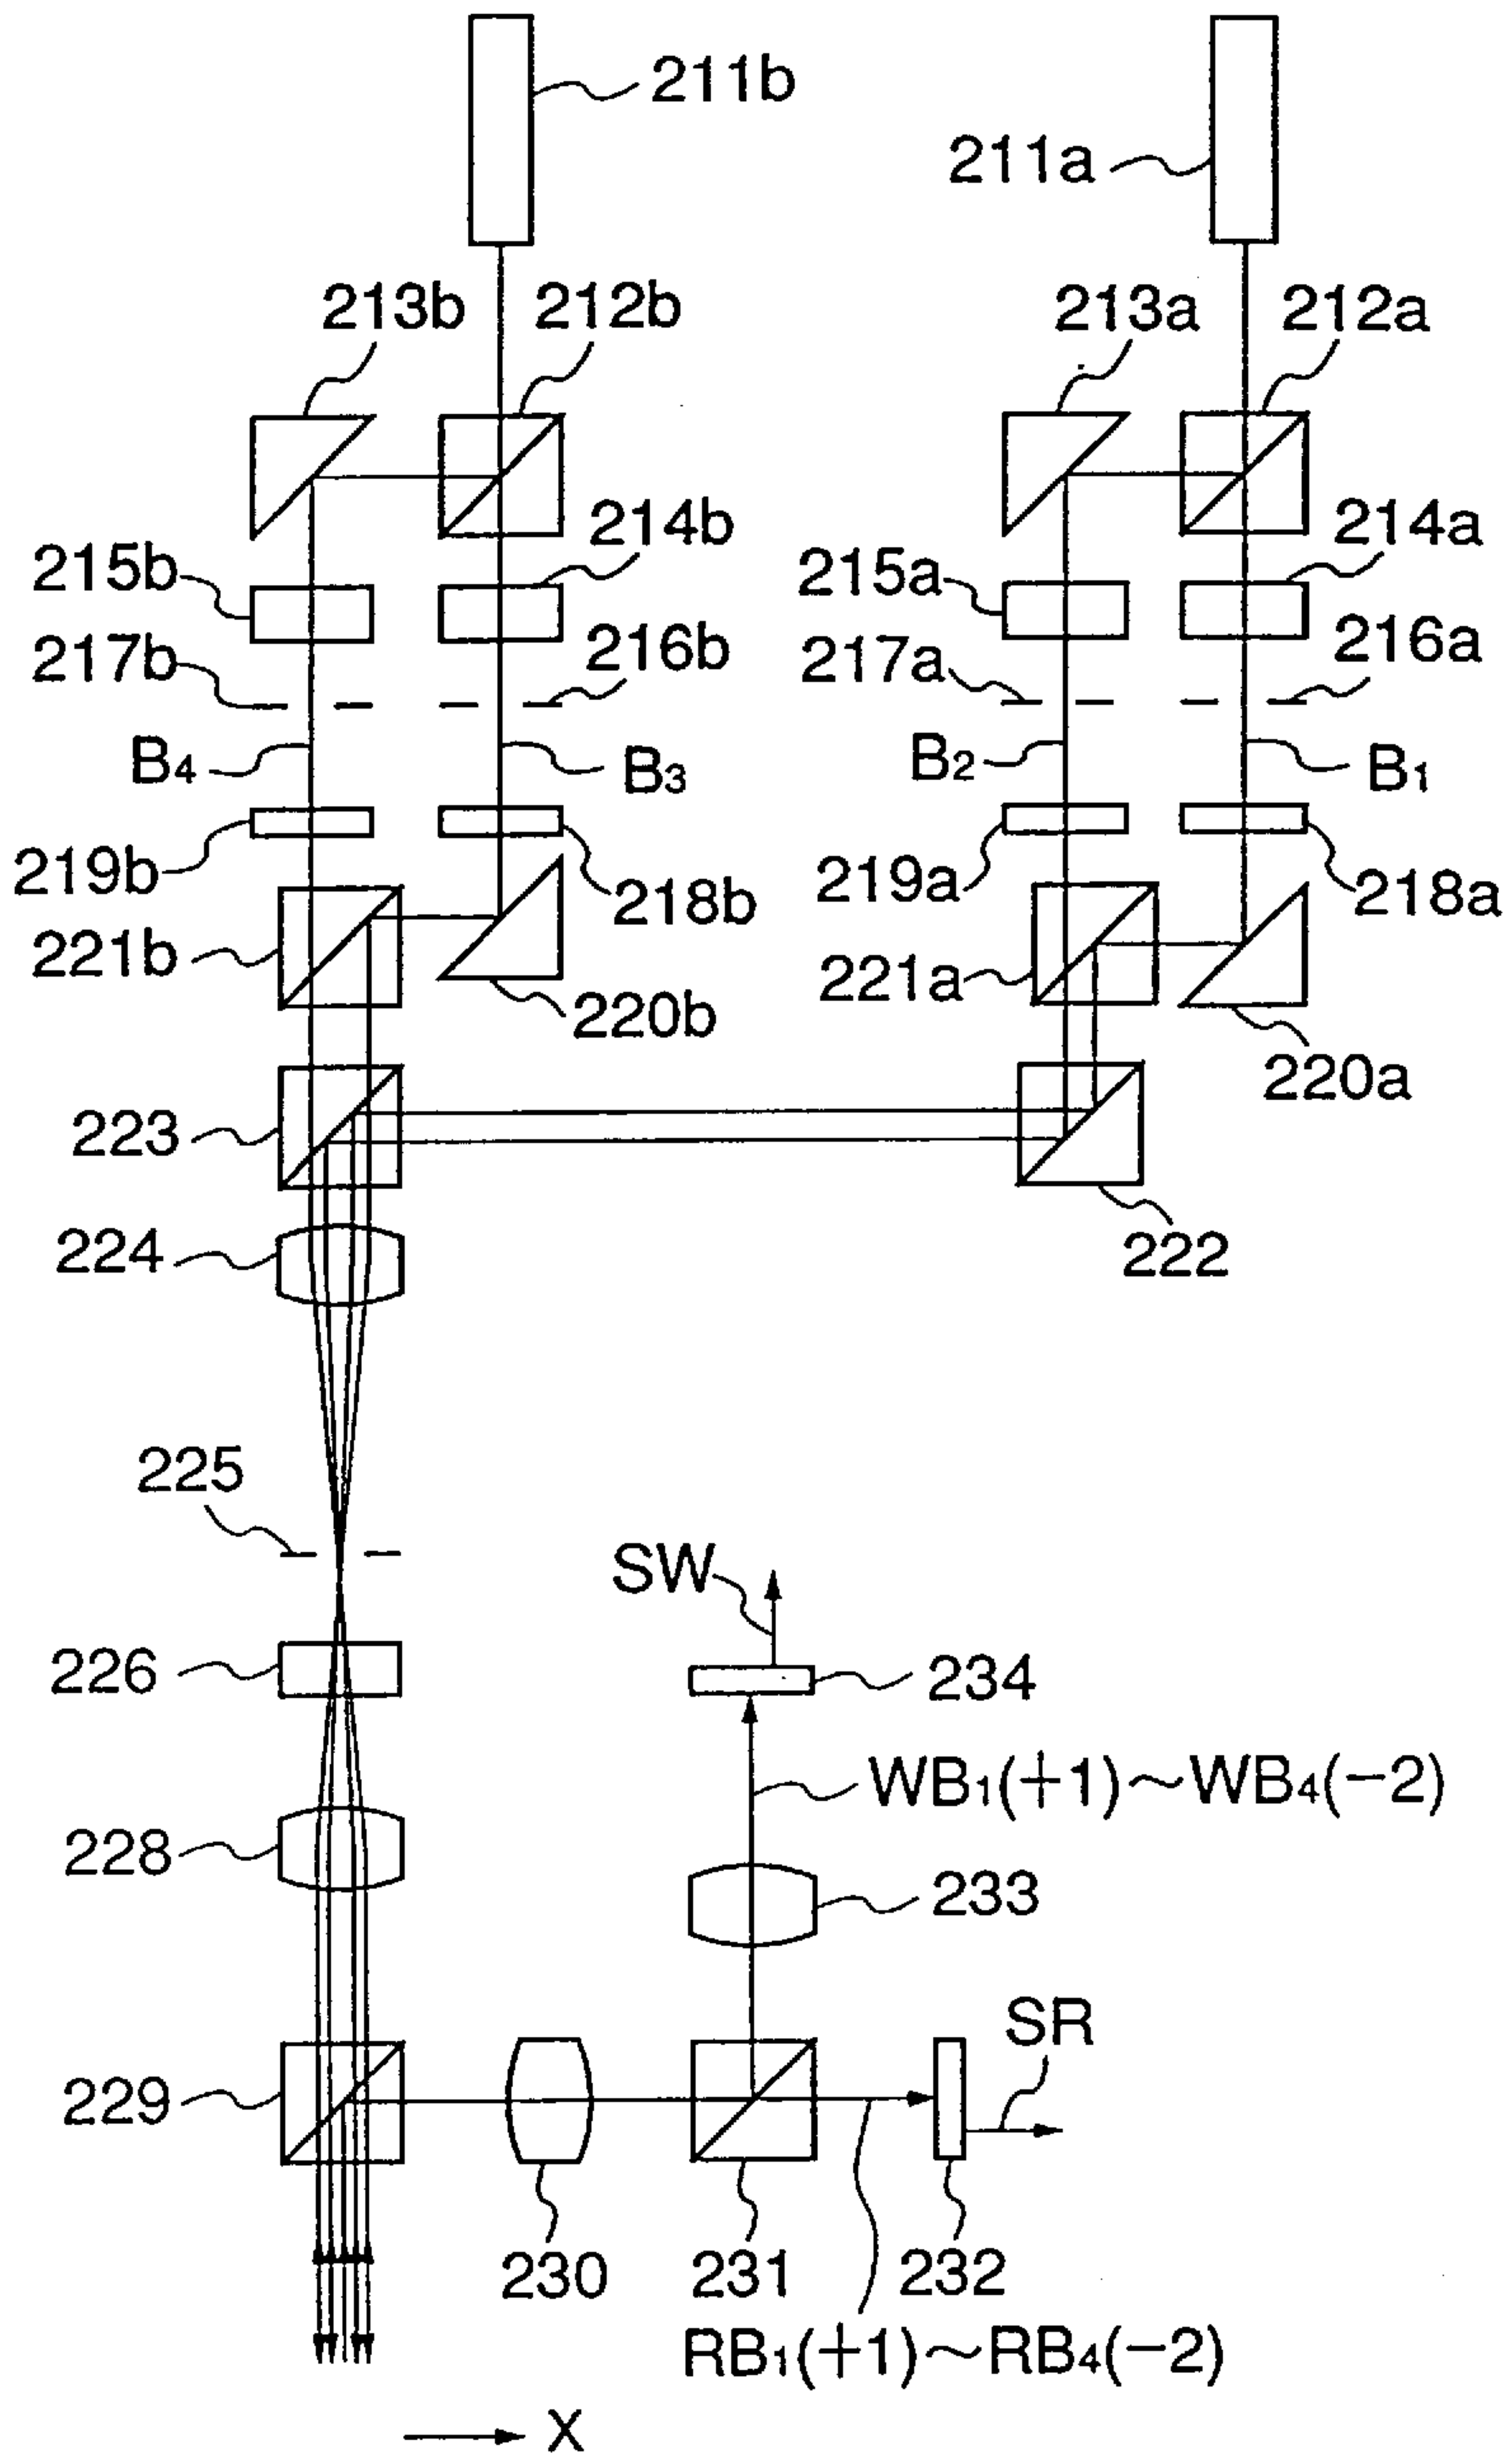 211b
211a
213b
212b
213a
212a
214b
214a
215b
215a
216b
216a
217b
217a
B4
B3
B2
B1
219b
218b
219a
218a
221b
221a
220b
220a
223
222
224
225
SW
226
234
WB1(+1)~WB4(-2)
228
233
SR
229
230
231
232
RB1(+1)~RB4(-2)
X